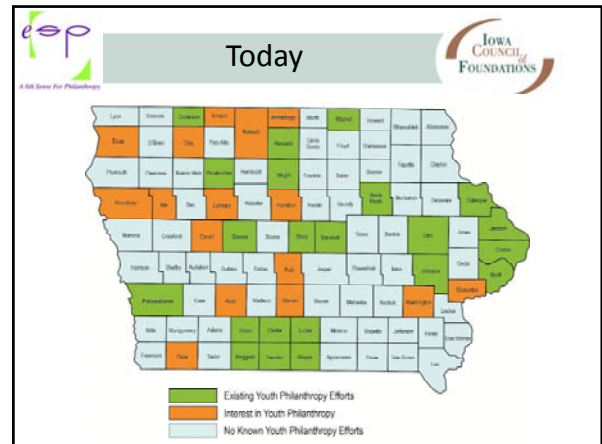 esp
A 6th Sense For Philanthropy
Today
IOWA
COUNCIL
of
FOUNDATIONS
Lyon Osceola Dickinson Emmet Winnebago Worth Mitchell Howard Winneshiek Allamakee
Kossuth
Sioux O'Brien Clay Palo Alto Hancock Cerro Gordo Floyd Chickasaw
Fayette Clayton
Plymouth Cherokee Buena Vista Pocahontas Humboldt Wright Franklin Butler Bremer
Woodbury Ida Sac Calhoun Webster Hamilton Hardin Grundy Black Hawk Buchanan Delaware Dubuque
Jackson
Monona Crawford Carroll Greene Boone Story Marshall Tama Benton Linn Jones
Clinton
Cedar
Harrison Shelby Audubon Guthrie Dallas Polk Jasper Poweshiek Iowa Johnson Scott
Muscatine
Pottawattamie Cass Adair Madison Warren Marion Mahaska Keokuk Washington
Louisa
Mills Montgomery Adams Union Clarke Lucas Monroe Wapello Jefferson Henry
Des Moines
Fremont Page Taylor Ringgold Decatur Wayne Appanoose Davis Van Buren
Lee
Existing Youth Philanthropy Efforts
Interest in Youth Philanthropy
No Known Youth Philanthropy Efforts